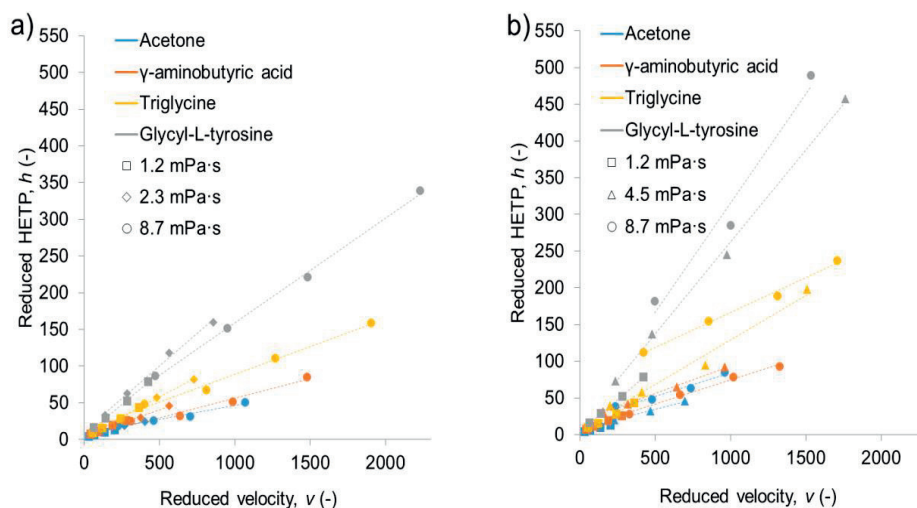 a)
Acetone
γ-aminobutyric acid
Triglycine
Glycyl-L-tyrosine
1.2 mPa·s
2.3 mPa·s
8.7 mPa·s
Reduced HETP, h (-)
550
500
450
400
350
300
250
200
150
100
50
0
0
500
1000
1500
2000
Reduced velocity, v (-)
b)
Acetone
γ-aminobutyric acid
Triglycine
Glycyl-L-tyrosine
1.2 mPa·s
4.5 mPa·s
8.7 mPa·s
Reduced HETP, h (-)
550
500
450
400
350
300
250
200
150
100
50
0
0
500
1000
1500
2000
Reduced velocity, v (-)